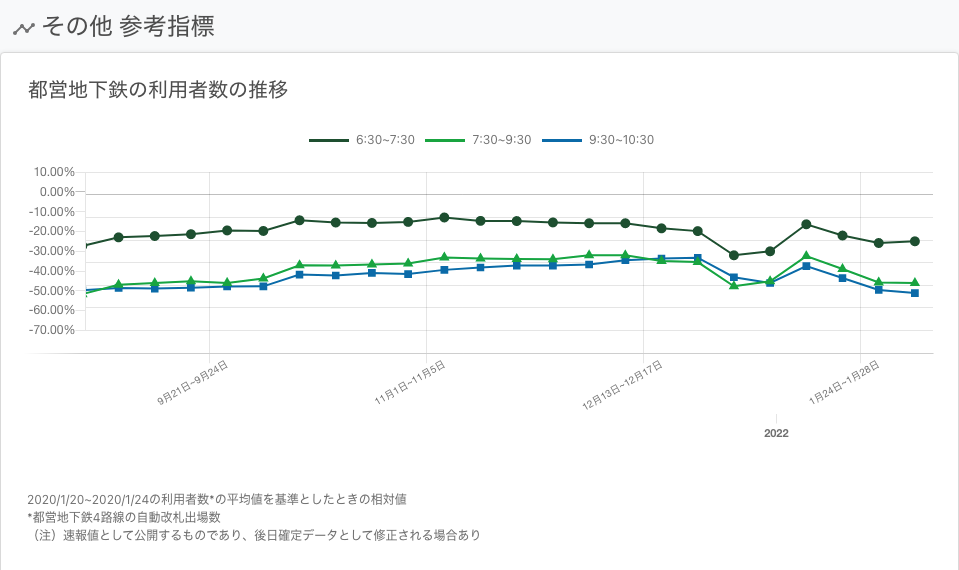 その他 参考指標
都営地下鉄の利用者数の推移
6:30~7:30 7:30~9:30 9:30~10:30
10.00%
0.00%
-10.00%
-20.00%
-30.00%
-40.00%
-50.00%
-60.00%
-70.00%
9月21日~9月24日 11月1日~11月5日 12月13日~12月17日 1月24日~1月28日
2022
2020/1/20~2020/1/24の利用者数*の平均値を基準としたときの相対値
*都営地下鉄4路線の自動改札出場数
（注）速報値として公開するものであり、後日確定データとして修正される場合あり